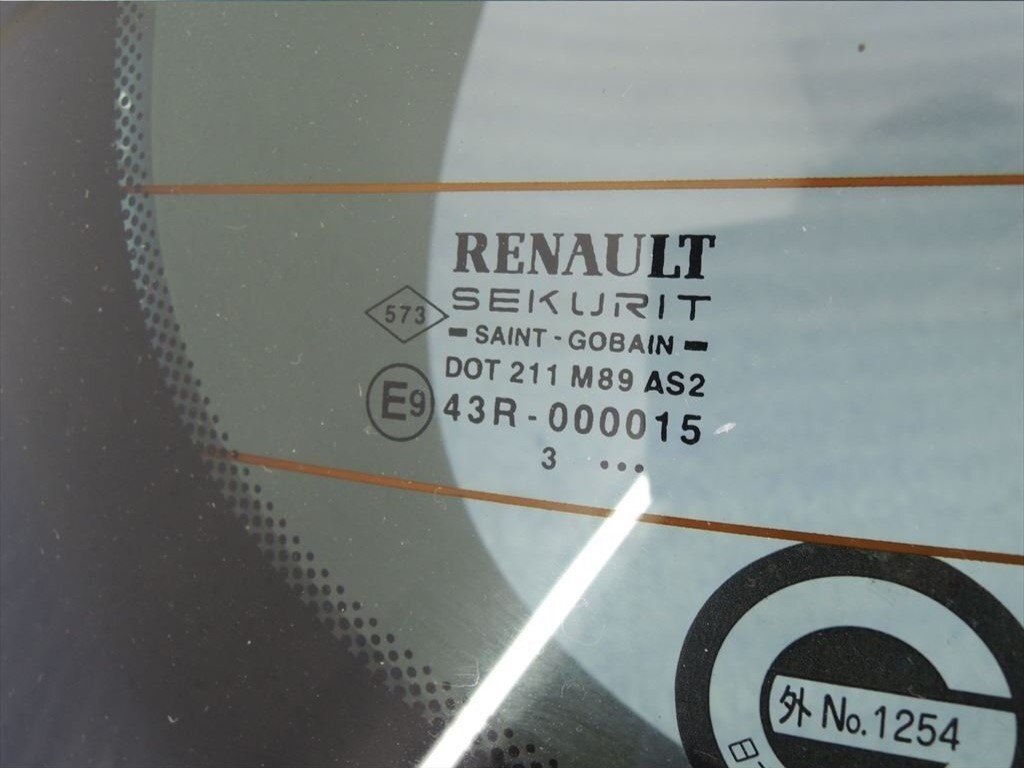 RENAULT
573
SEKURIT
SAINT-GOBAIN
DOT 211 M89 AS2
E9
43R-000015
3 ...
外 No.1254